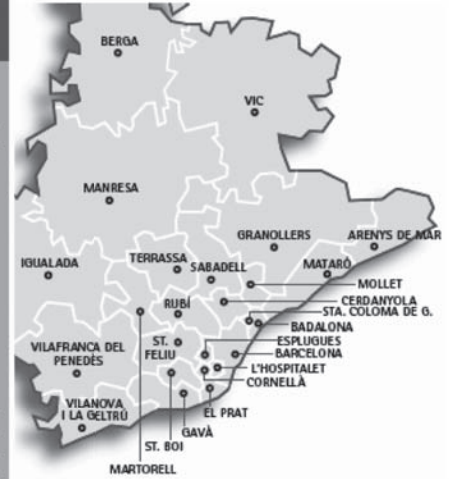 BERGA
VIC
MANRESA
GRANOLLERS
ARENYS DE MAR
IGUALADA
TERRASSA
SABADELL
MATARÓ
MOLLET
CERDANYOLA
RUBÍ
STA. COLOMA DE G.
BADALONA
ST.
FELIU
ESPLUGUES
VILAFRANCA DEL
PENEDÈS
BARCELONA
L'HOSPITALET
CORNELLÀ
VILANOVA
I LA GELTRÚ
EL PRAT
GAVÀ
ST. BOI
MARTORELL